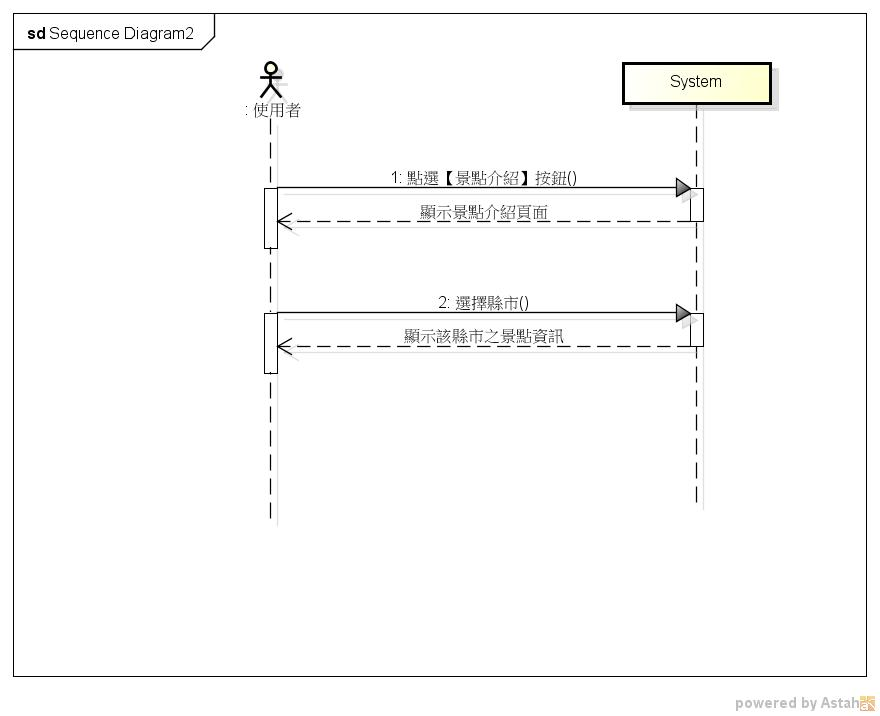 sd Sequence Diagram2
: 使用者
System
1: 點選【景點介紹】按鈕()
顯示景點介紹頁面
2: 選擇縣市()
顯示該縣市之景點資訊
powered by Astah